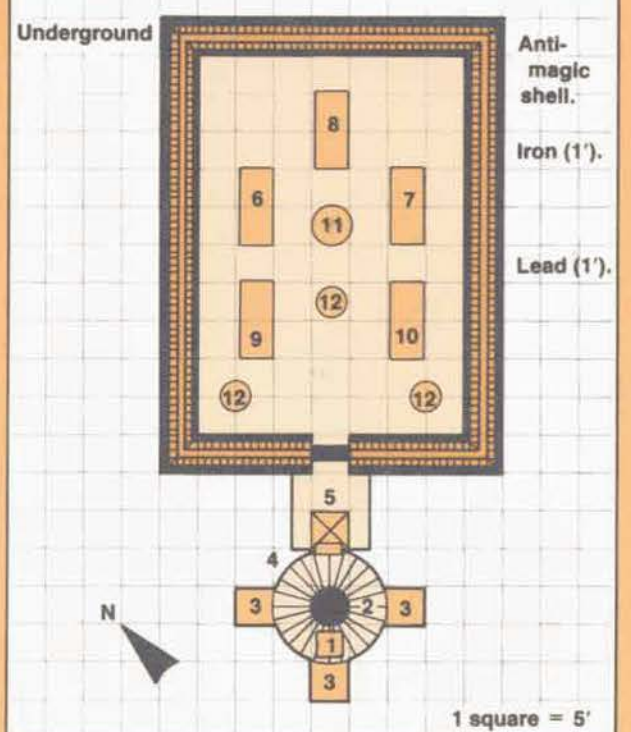 Underground
Anti-
magic
shell.
Iron (1').
Lead (1').
8
6
7
11
12
9
10
12
12
5
4
3
2
3
1
3
N
1 square = 5'